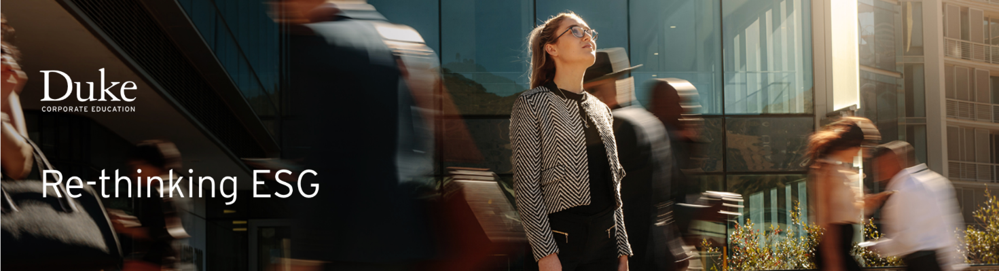 Duke
CORPORATE EDUCATION
Re-thinking ESG